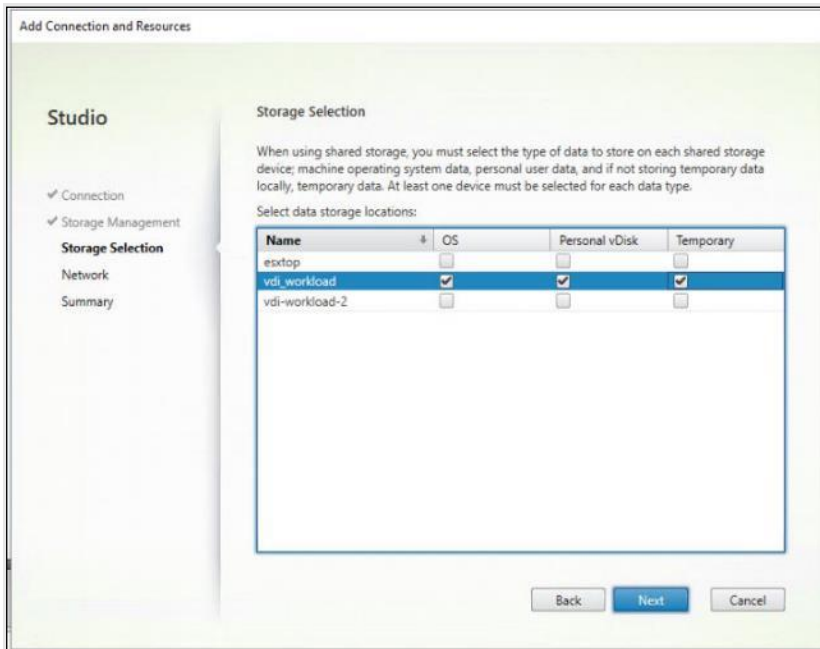 Add Connection and Resources
Studio
✔ Connection
✔ Storage Management
Storage Selection
Network
Summary
Storage Selection
When using shared storage, you must select the type of data to store on each shared storage
device; machine operating system data, personal user data, and if not storing temporary data
locally, temporary data. At least one device must be selected for each data type.
Select data storage locations:
Name OS Personal vDisk Temporary
esxtop
vdi_workload
vdi-workload-2
Back Next Cancel